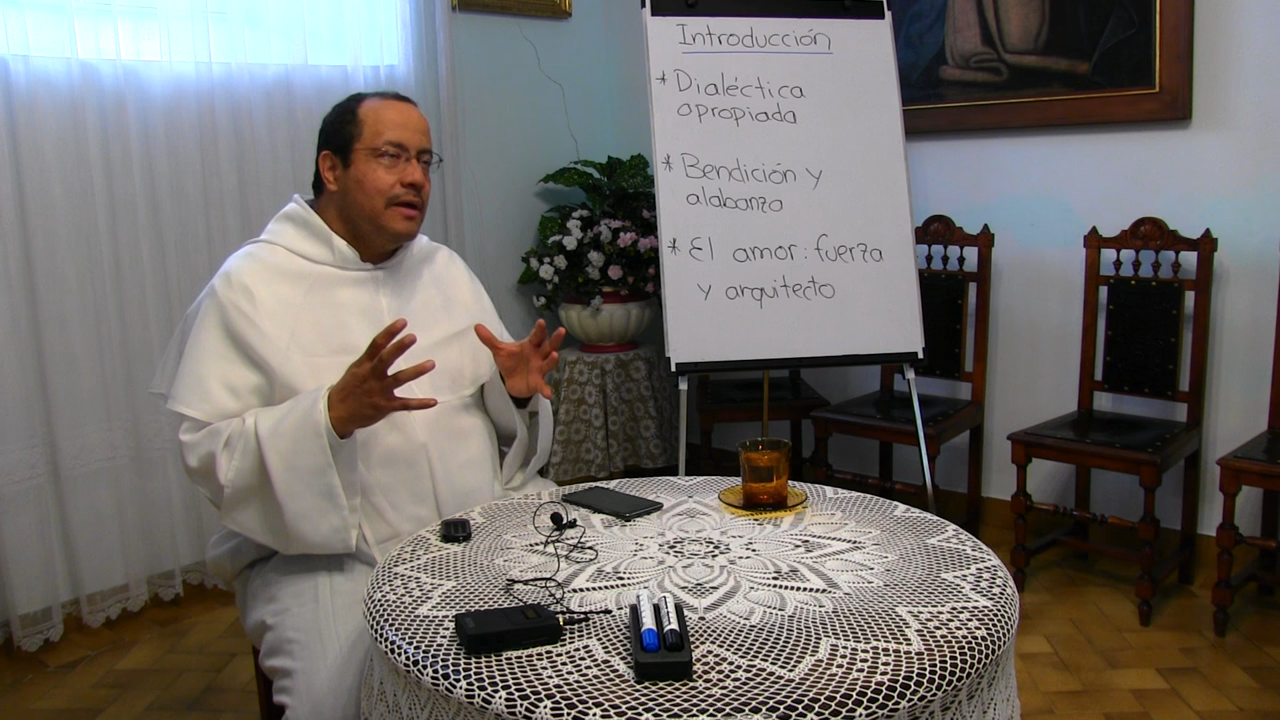 Introducción
* Dialéctica
apropiada
* Bendición y
alabanza
* El amor: fuerza
y arquitecto